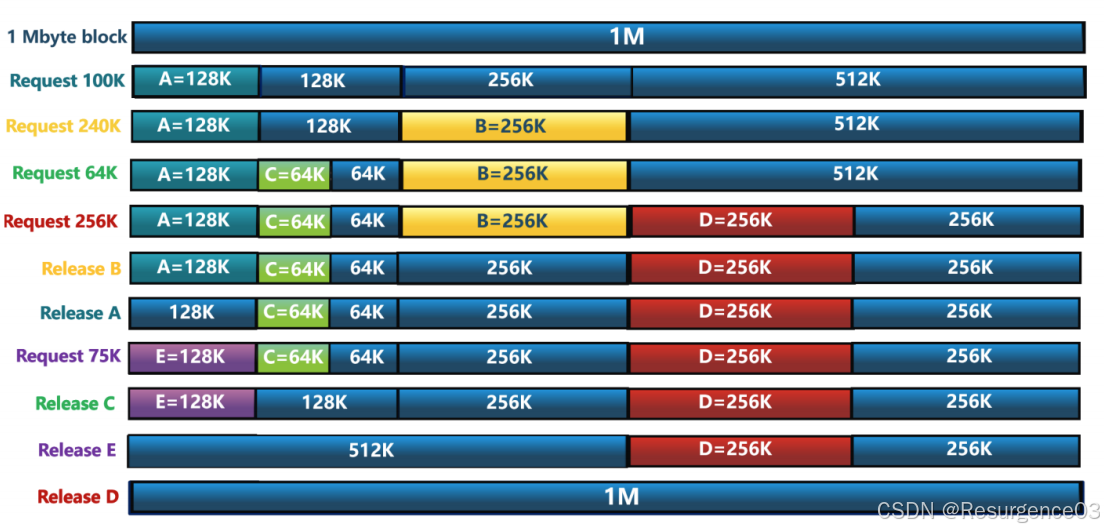 1 Mbyte block 1M
Request 100K A=128K 128K 256K 512K
Request 240K A=128K 128K B=256K 512K
Request 64K A=128K C=64K 64K B=256K 512K
Request 256K A=128K C=64K 64K B=256K D=256K 256K
Release B A=128K C=64K 64K 256K D=256K 256K
Release A 128K C=64K 64K 256K D=256K 256K
Request 75K E=128K C=64K 64K 256K D=256K 256K
Release C E=128K 128K 256K D=256K 256K
Release E 512K D=256K 256K
Release D 1M
CSDN @Resurgence03